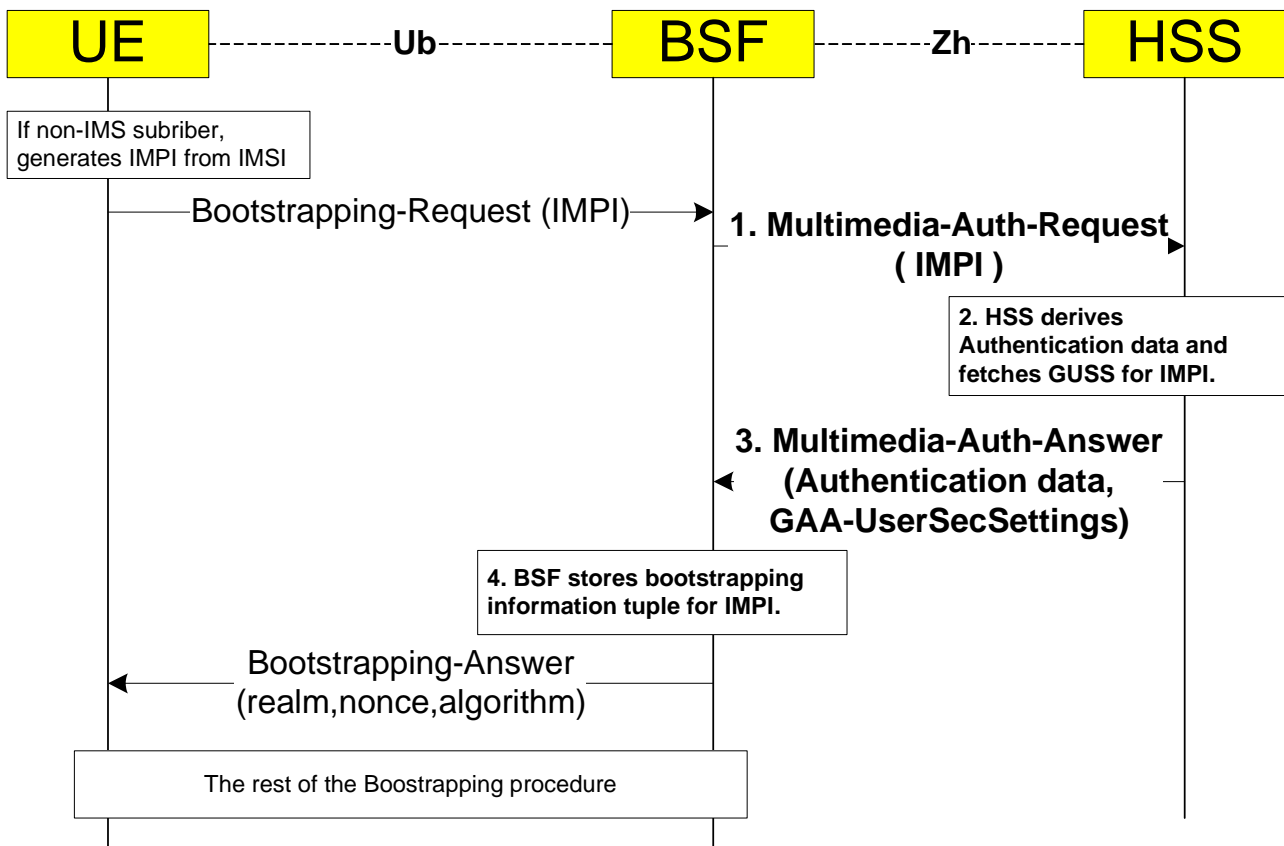 UE
Ub
BSF
Zh
HSS
If non-IMS subriber,
generates IMPI from IMSI
Bootstrapping-Request (IMPI)
1. Multimedia-Auth-Request
( IMPI )
2. HSS derives
Authentication data and
fetches GUSS for IMPI.
3. Multimedia-Auth-Answer
(Authentication data,
GAA-UserSecSettings)
4. BSF stores bootstrapping
information tuple for IMPI.
Bootstrapping-Answer
(realm,nonce,algorithm)
The rest of the Boostrapping procedure